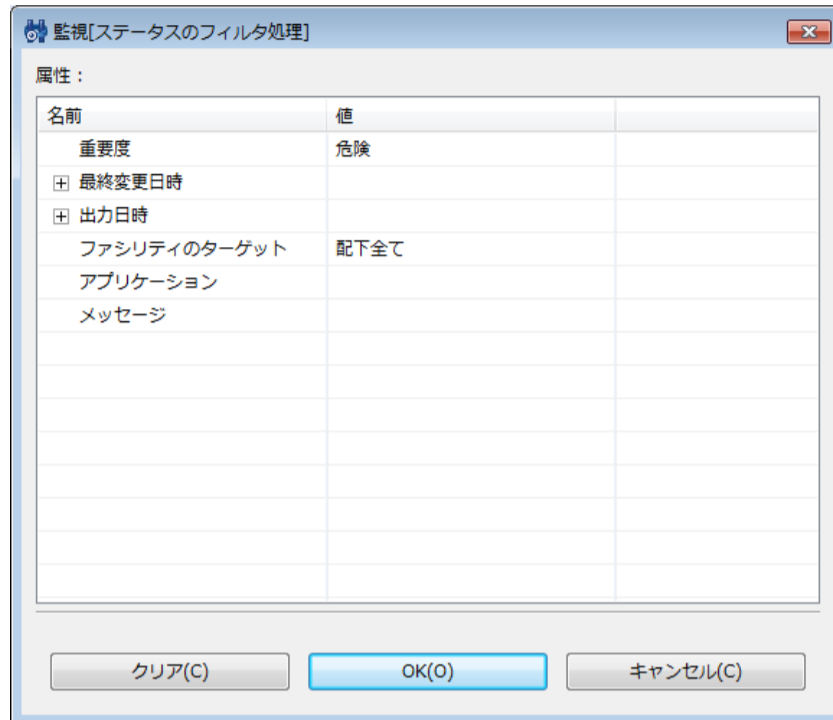 監視[ステータスのフィルタ処理]
属性：
名前 値
重要度 危険
最終変更日時
出力日時
ファシリティのターゲット 配下全て
アプリケーション
メッセージ
クリア(C) OK(O) キャンセル(C)